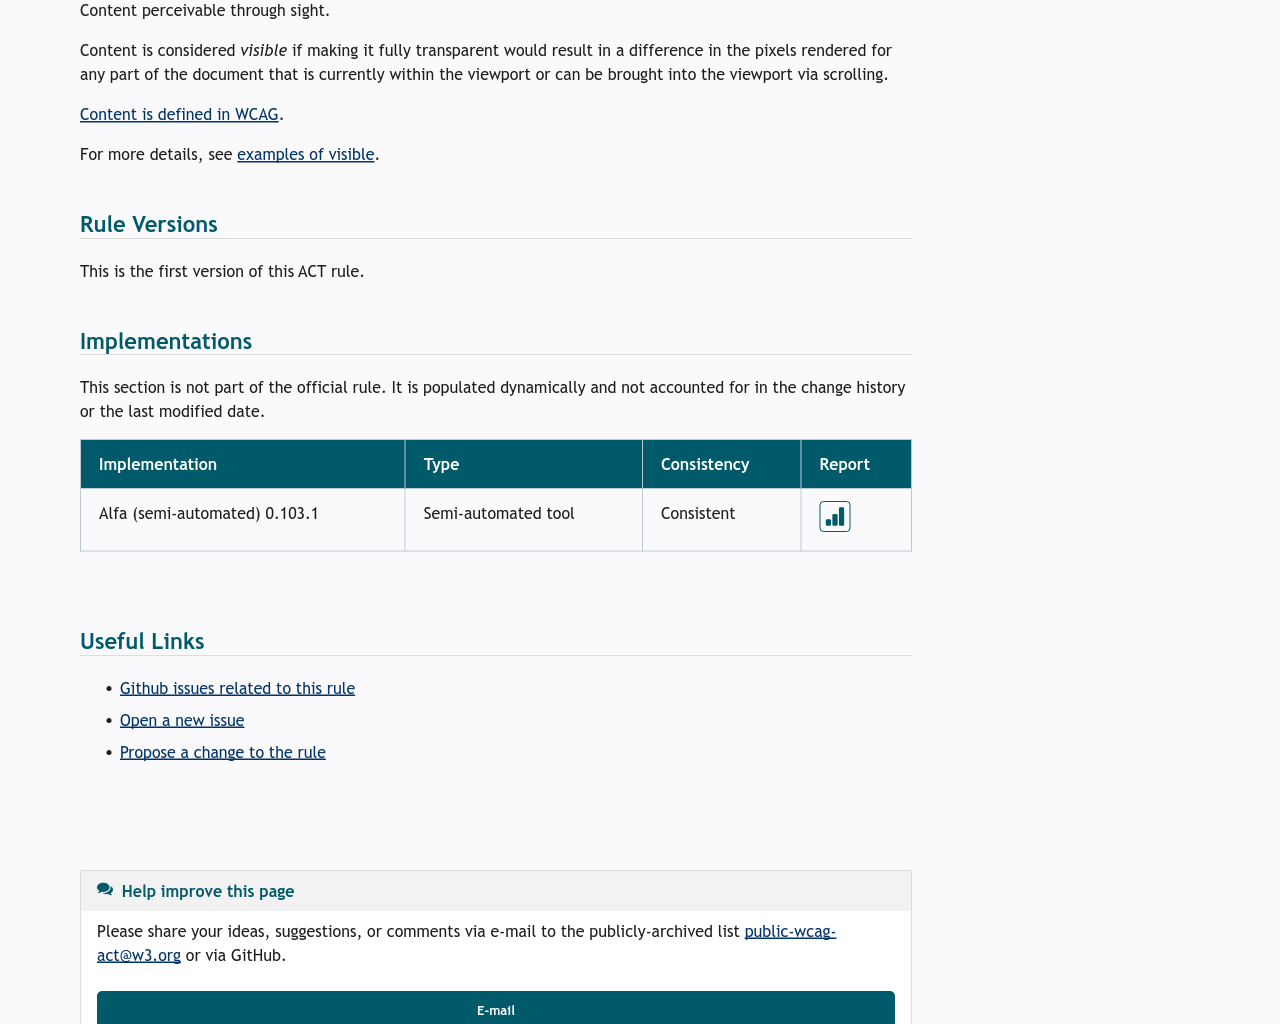 Content perceivable through sight.
Content is considered visible if making it fully transparent would result in a difference in the pixels rendered for
any part of the document that is currently within the viewport or can be brought into the viewport via scrolling.
Content is defined in WCAG.
For more details, see examples of visible.
Rule Versions
This is the first version of this ACT rule.
Implementations
This section is not part of the official rule. It is populated dynamically and not accounted for in the change history
or the last modified date.
Implementation Type Consistency Report
Alfa (semi-automated) 0.103.1 Semi-automated tool Consistent
Useful Links
• Github issues related to this rule
• Open a new issue
• Propose a change to the rule
Help improve this page
Please share your ideas, suggestions, or comments via e-mail to the publicly-archived list public-wcag-
act@w3.org or via GitHub.
E-mail